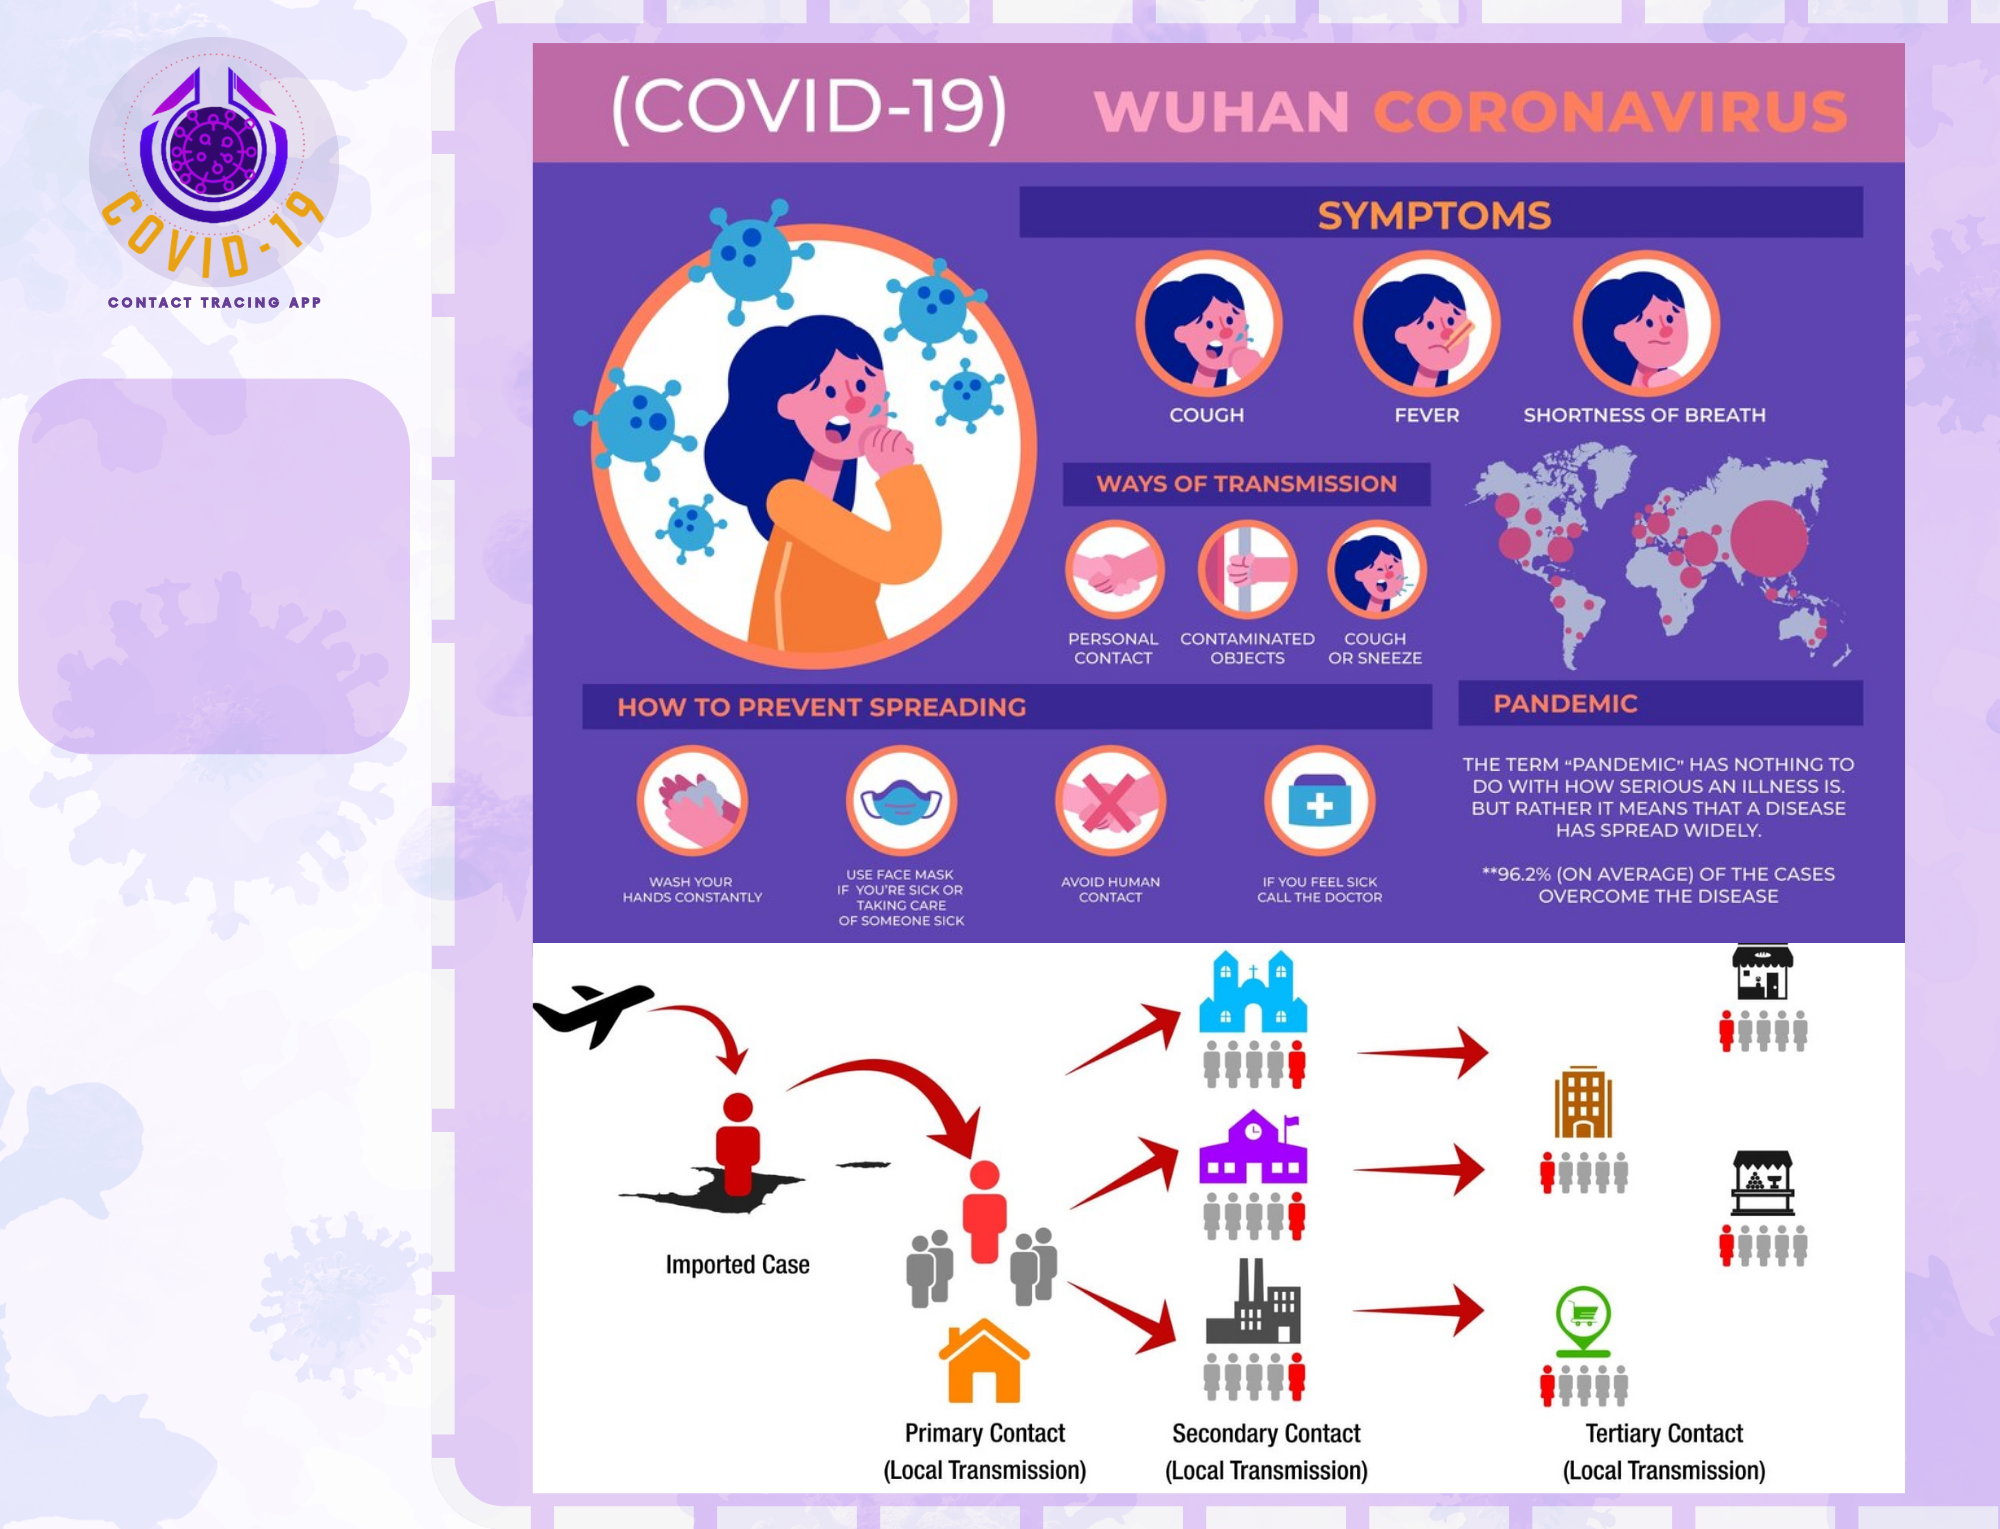 COVID-19
CONTACT TRACING APP
(COVID-19) WUHAN CORONAVIRUS
SYMPTOMS
COUGH
FEVER
SHORTNESS OF BREATH
WAYS OF TRANSMISSION
PERSONAL
CONTACT
CONTAMINATED
OBJECTS
COUGH
OR SNEEZE
HOW TO PREVENT SPREADING
WASH YOUR
HANDS CONSTANTLY
USE FACE MASK
IF YOU'RE SICK OR
TAKING CARE
OF SOMEONE SICK
AVOID HUMAN
CONTACT
IF YOU FEEL SICK
CALL THE DOCTOR
PANDEMIC
THE TERM “PANDEMIC” HAS NOTHING TO
DO WITH HOW SERIOUS AN ILLNESS IS.
BUT RATHER IT MEANS THAT A DISEASE
HAS SPREAD WIDELY.
**96.2% (ON AVERAGE) OF THE CASES
OVERCOME THE DISEASE
Imported Case
Primary Contact
(Local Transmission)
Secondary Contact
(Local Transmission)
Tertiary Contact
(Local Transmission)